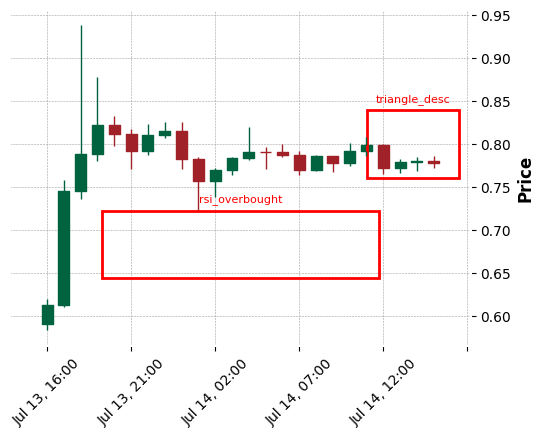 0.95
0.90
0.85
triangle_desc
0.80
0.75
rsi_overbought
0.70
0.65
0.60
Price
Jul 13, 16:00
Jul 13, 21:00
Jul 14, 02:00
Jul 14, 07:00
Jul 14, 12:00